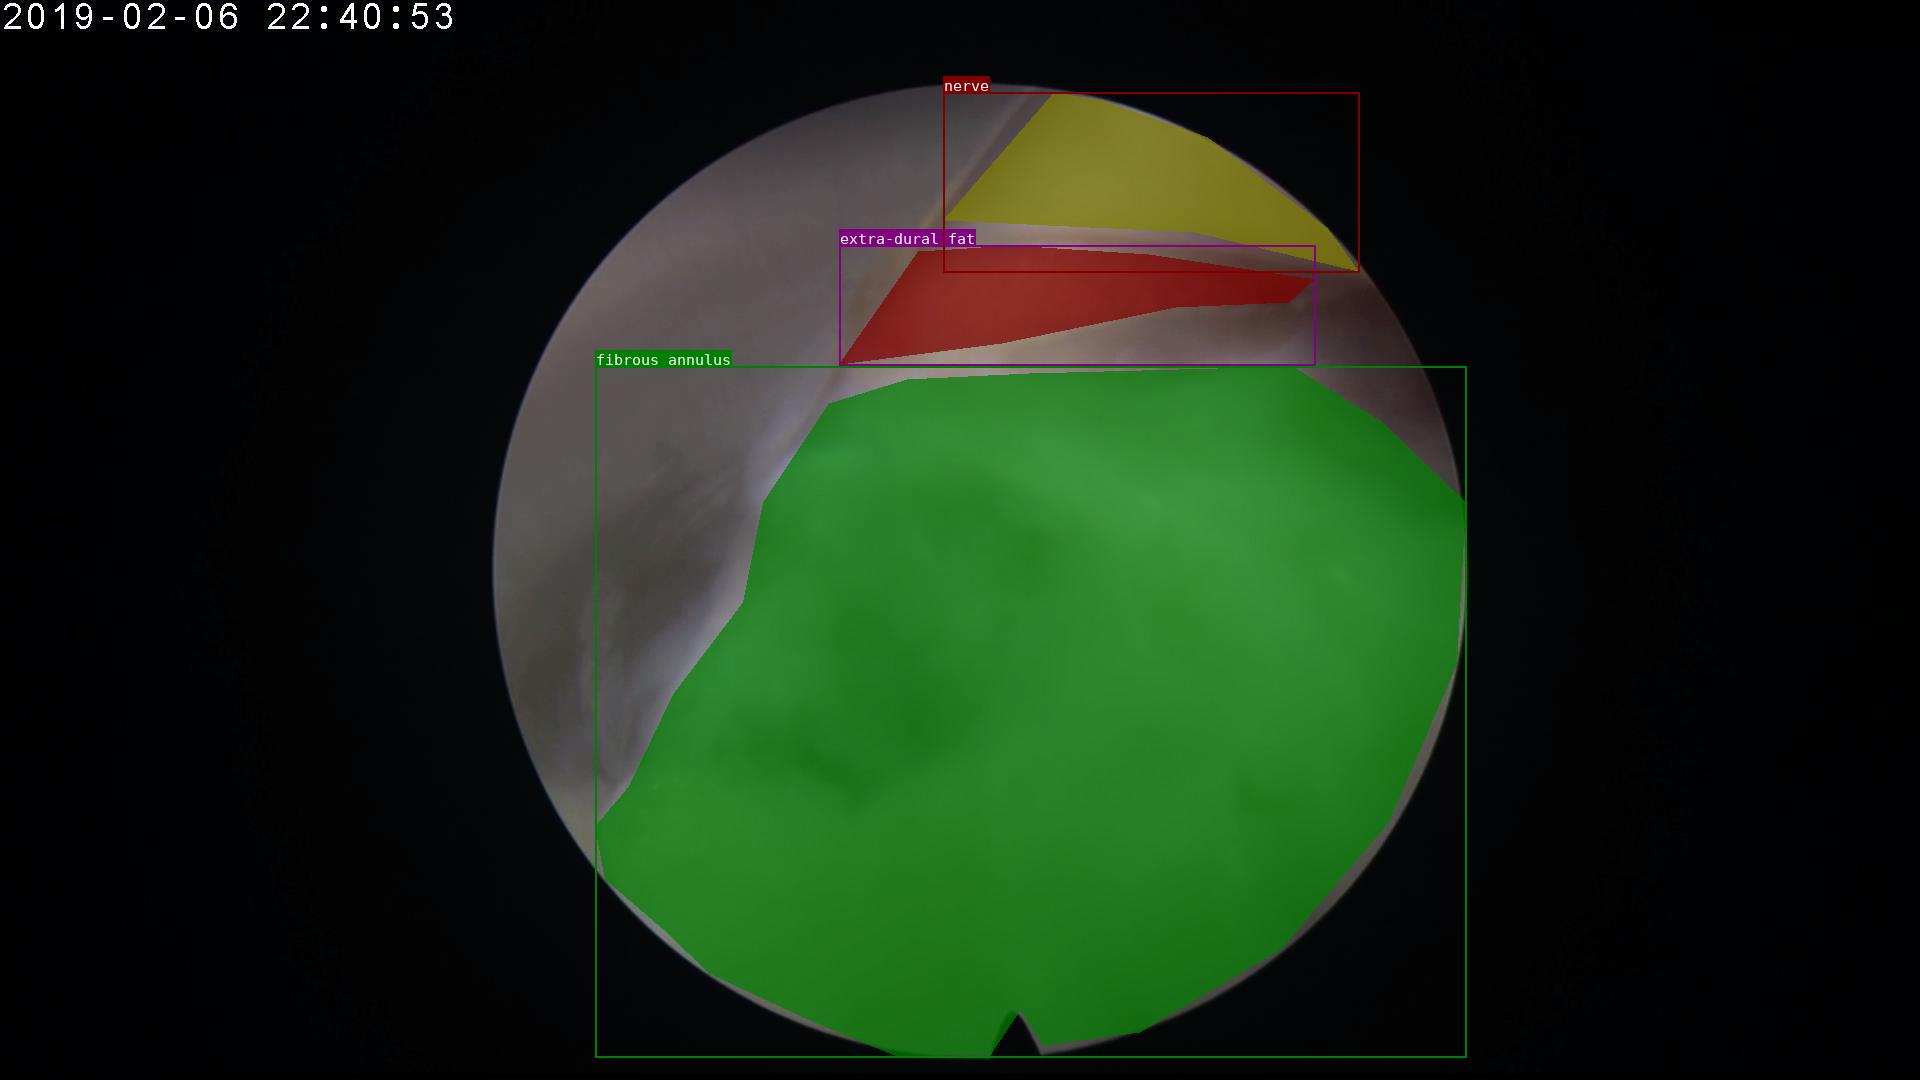 2019-02-06 22:40:53
nerve
extra-dural fat
fibrous annulus